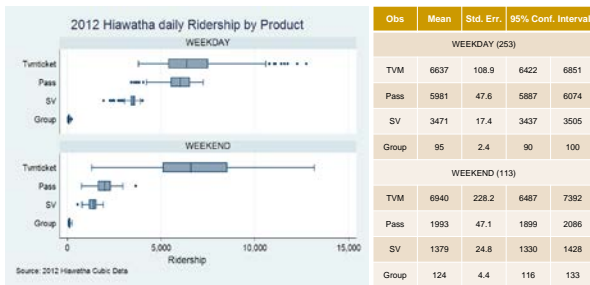 2012 Hiawatha daily Ridership by Product
WEEKDAY
Tvmticket
Pass
SV
Group
WEEKEND
Tvmticket
Pass
SV
Group
0 5,000 10,000 15,000
Ridership
Source: 2012 Hiawatha Cubic Data
Obs Mean Std. Err. 95% Conf. Interval
WEEKDAY (253)
TVM 6637 108.9 6422 6851
Pass 5981 47.6 5887 6074
SV 3471 17.4 3437 3505
Group 95 2.4 90 100
WEEKEND (113)
TVM 6940 228.2 6487 7392
Pass 1993 47.1 1899 2086
SV 1379 24.8 1330 1428
Group 124 4.4 116 133